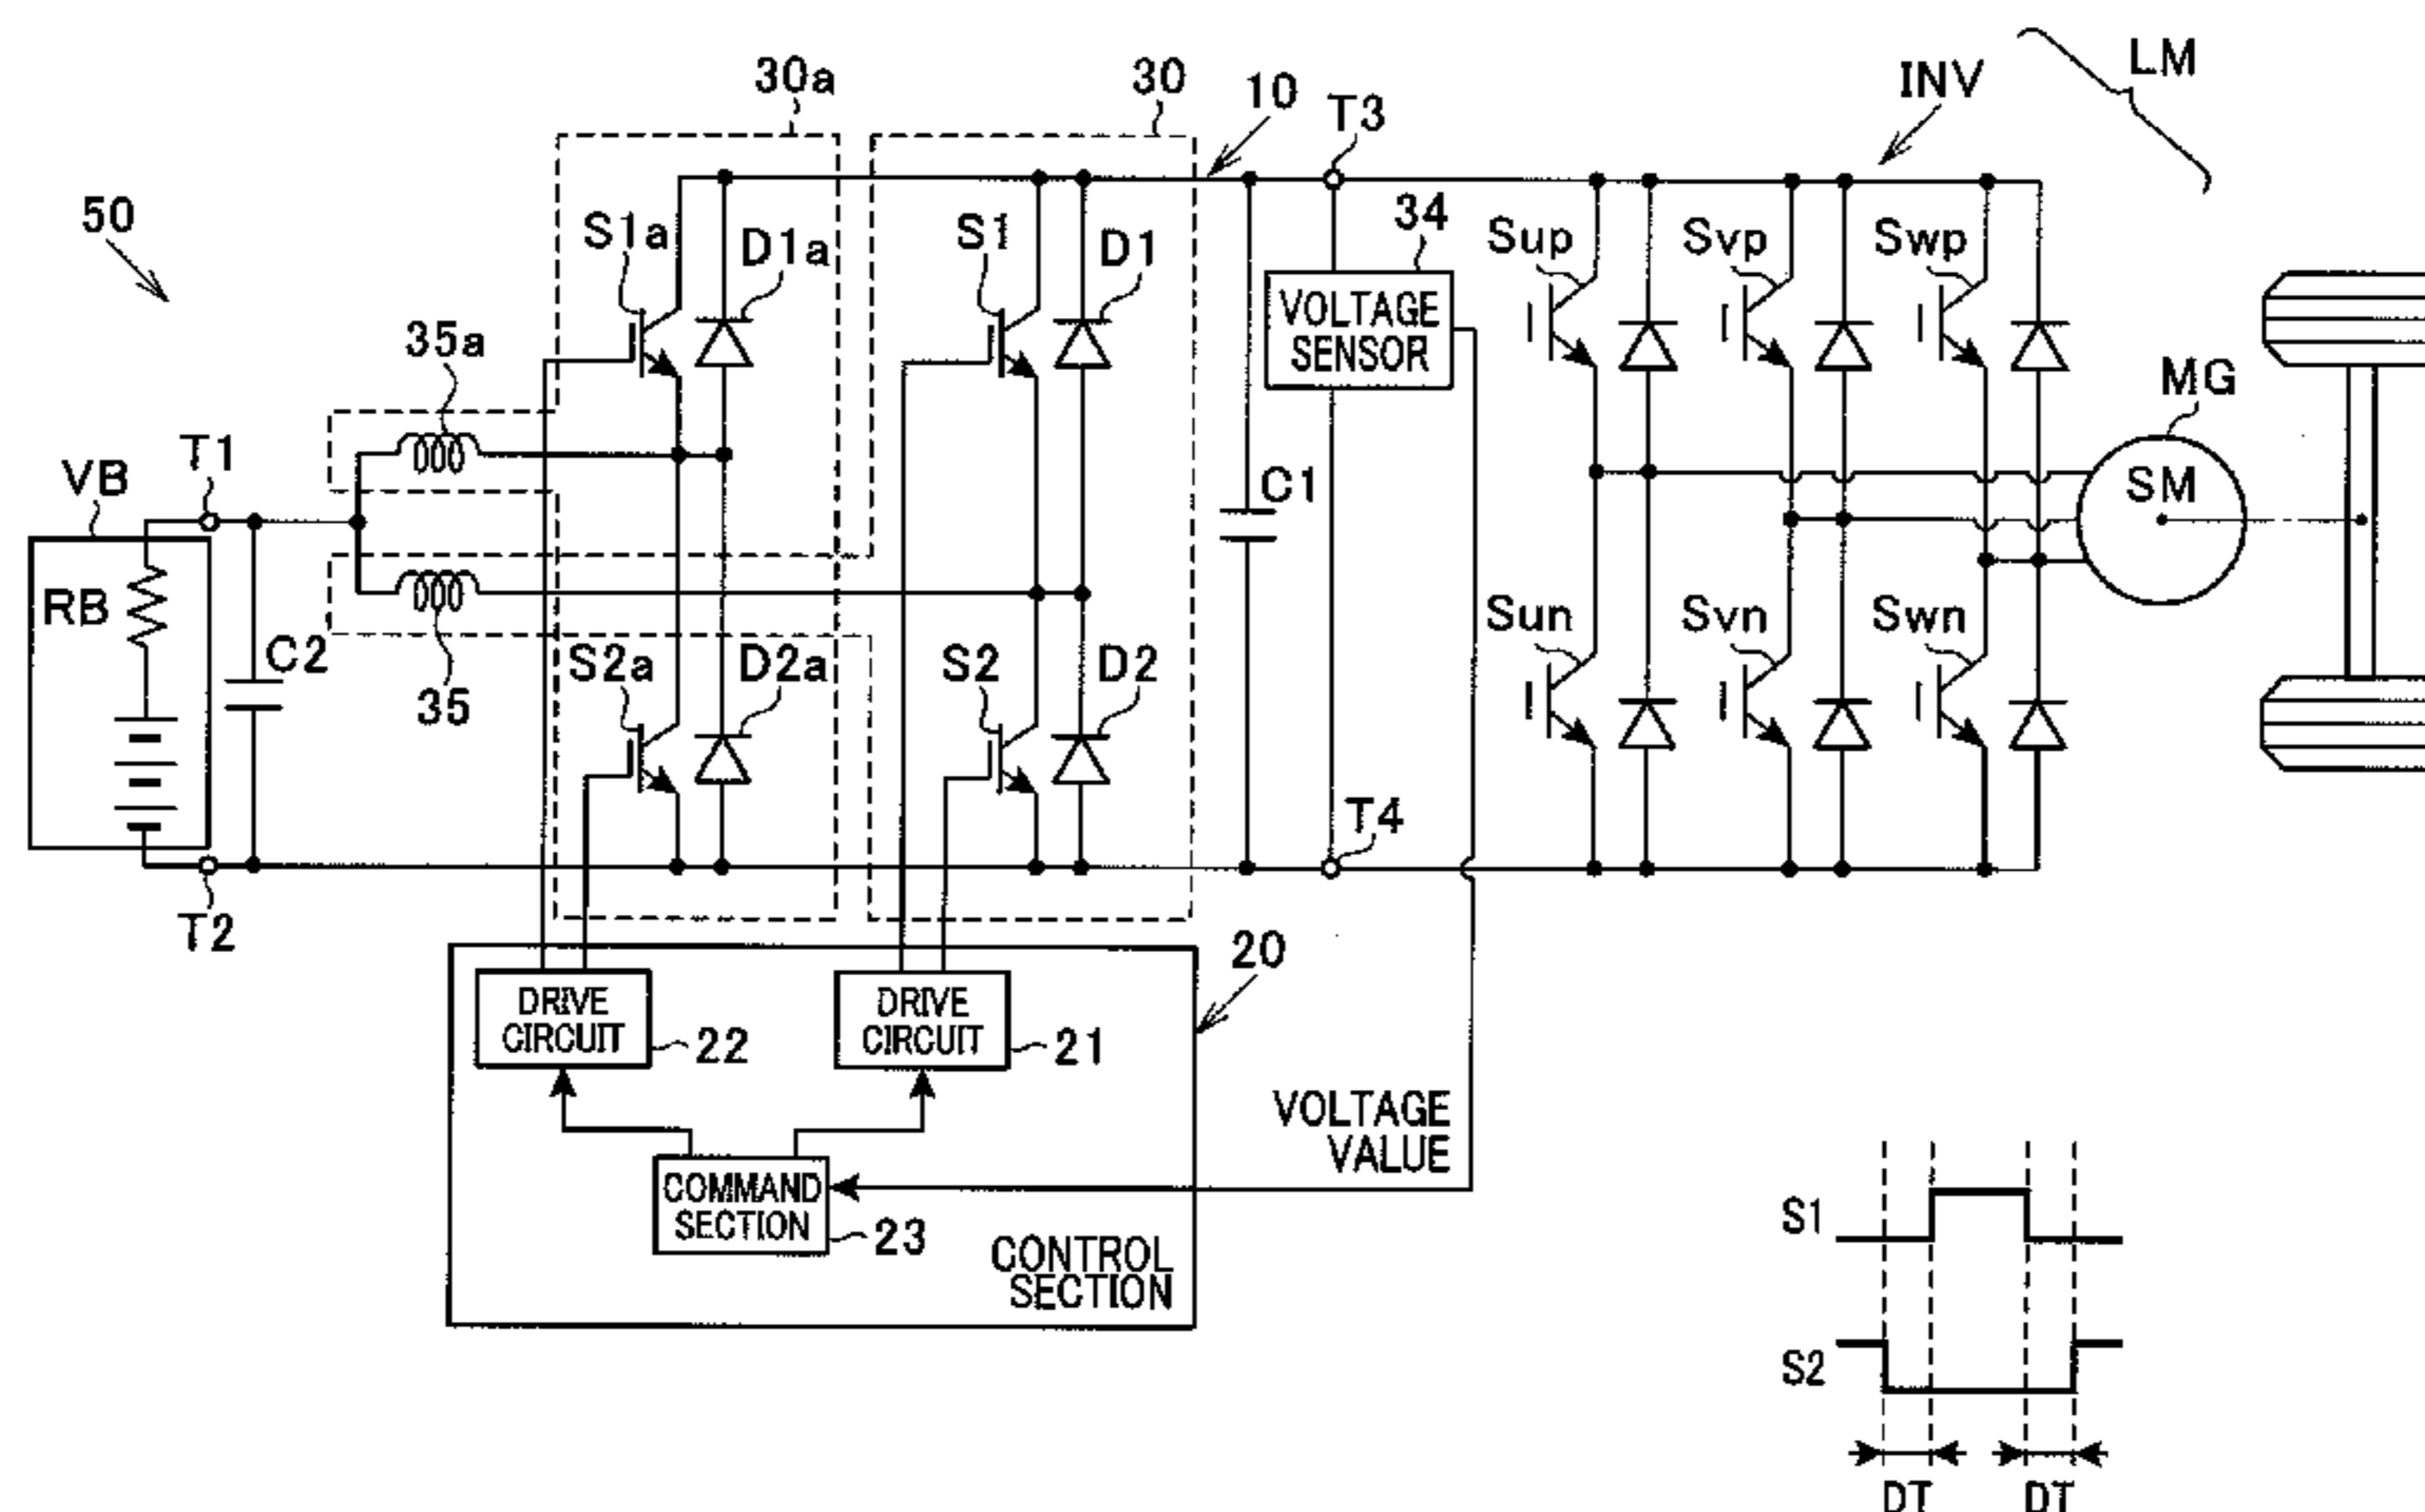 LM
INV
30a
30
10
T3
50
S1a
D1a
S1
D1
34
Sup
Svp
Swp
VOLTAGE
SENSOR
35a
MG
T1
VB
C1
SM
RB
C2
35
S2a
D2a
S2
D2
Sun
Svn
Swn
T4
T2
20
DRIVE
CIRCUIT
22
DRIVE
CIRCUIT
21
VOLTAGE
VALUE
COMMAND
SECTION
23
CONTROL
SECTION
S1
S2
DT
DT